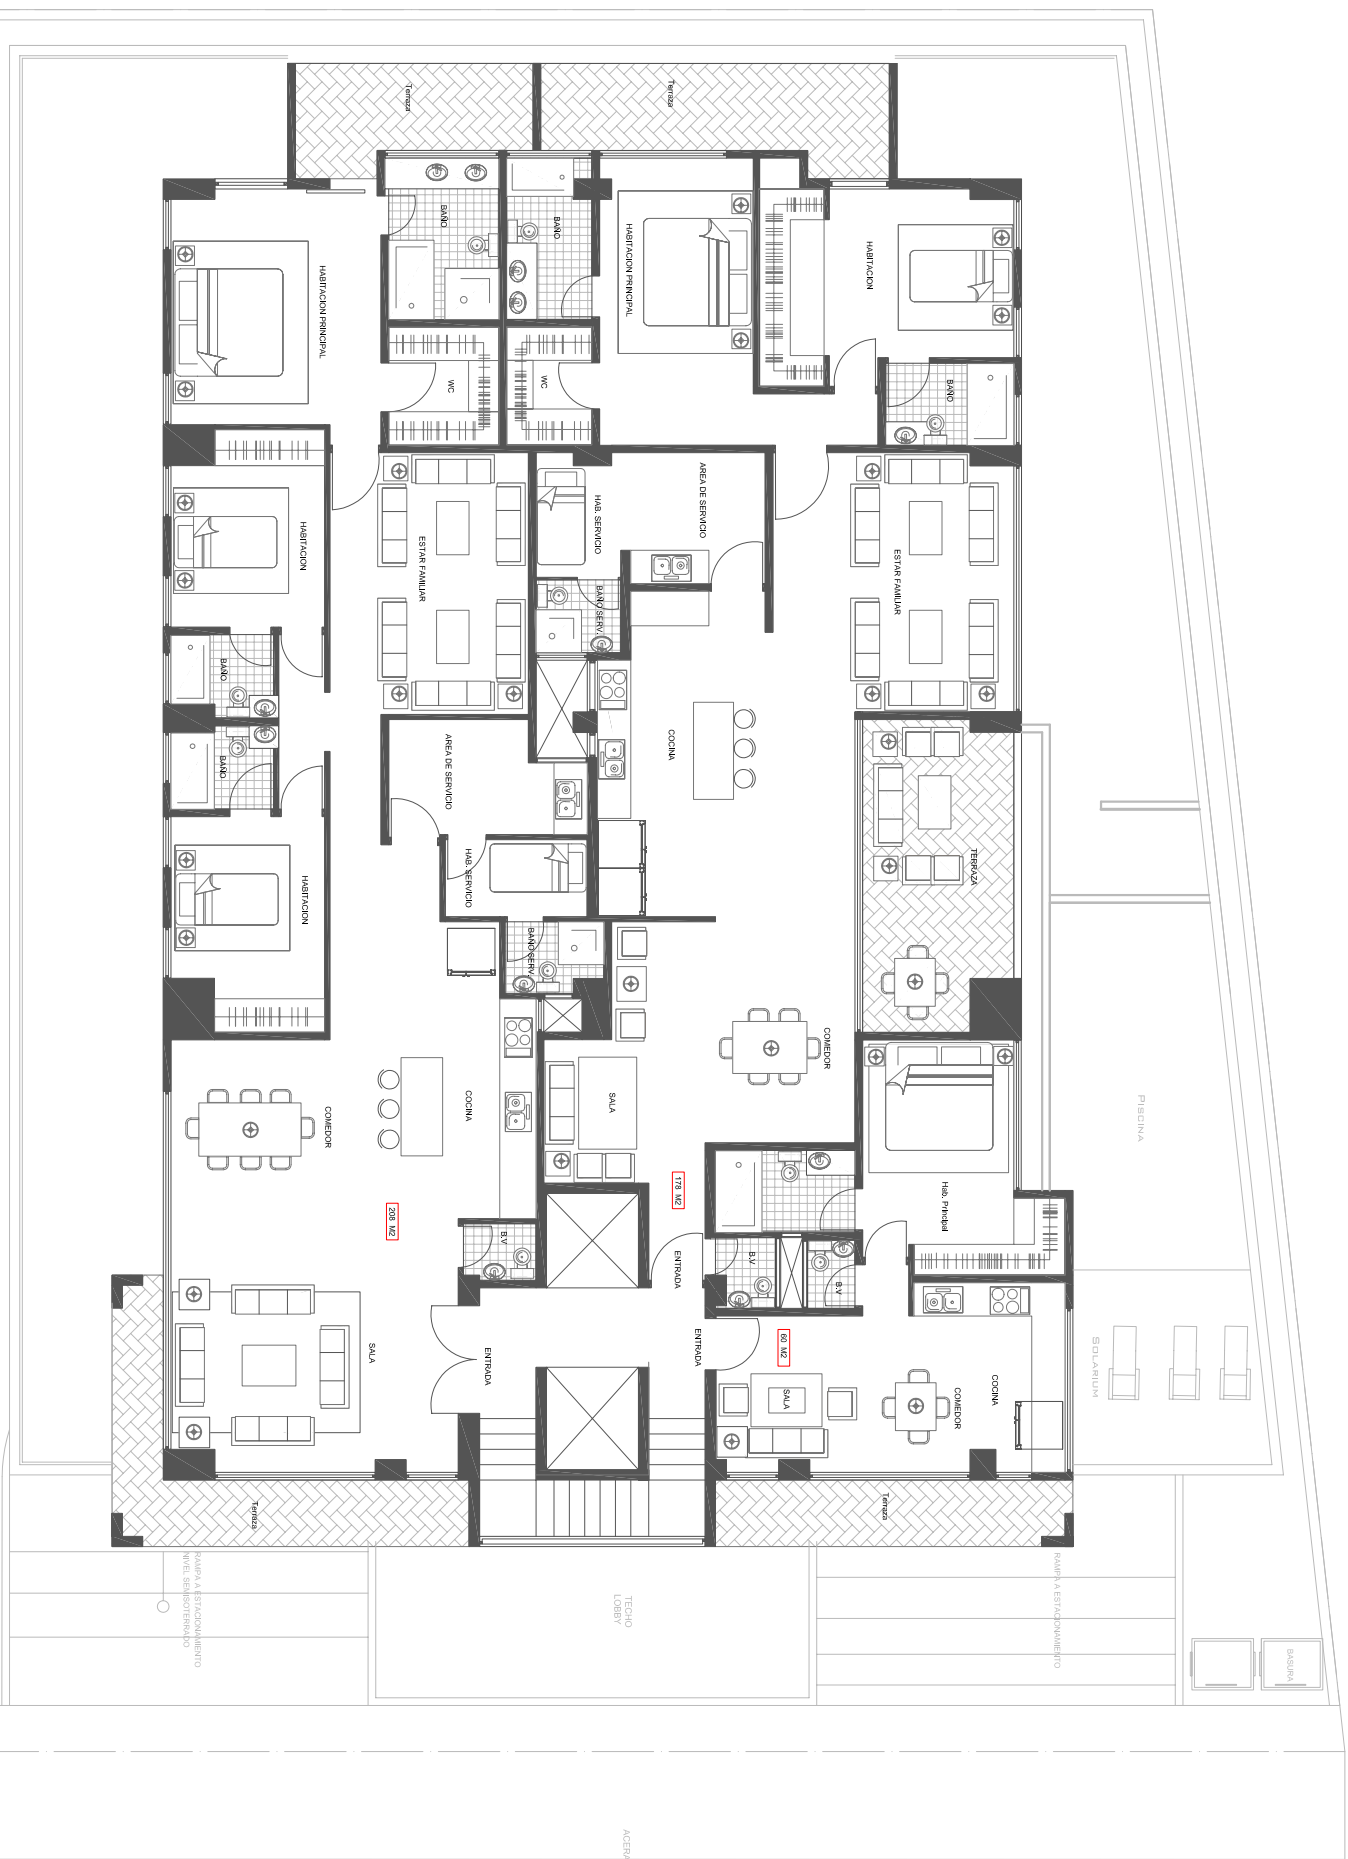 Terraza
Terraza
BAÑO
BAÑO
HABITACION PRINCIPAL
HABITACION PRINCIPAL
HABITACION
WC
WC
BAÑO
HABITACION
ESTAR FAMILIAR
HAB. SERVICIO
AREA DE SERVICIO
ESTAR FAMILIAR
BAÑO SERV.
BAÑO
BAÑO
AREA DE SERVICIO
COCINA
TERRAZA
HABITACION
HAB. SERVICIO
BAÑO SERV.
COMEDOR
COCINA
SALA
COMEDOR
PISCINA
208 M2
178 M2
Hab. Principal
B.V
ENTRADA
B.V
B.V
SALA
ENTRADA
ENTRADA
60 M2
SALA
COMEDOR
COCINA
SOLARIUM
Terraza
Terraza
RAMPA A ESTACIONAMIENTO
NIVEL SEMISOTERRADO
TECHO
LOBBY
RAMPA A ESTACIONAMIENTO
BASURA
ACERA